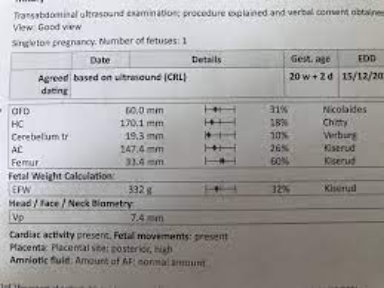 Transabdominal ultrasound examination; procedure explained and verbal consent obtained
View: Good view
Singleton pregnancy. Number of fetuses: 1
Date Details Gest. age EDD
Agreed dating based on ultrasound (CRL) 20 w + 2 d 15/12/20
OFD 60.0 mm 31% Nicolaides
HC 170.1 mm 18% Chitty
Cerebellum tr 19.3 mm 10% Verburg
AC 147.4 mm 26% Kiserud
Femur 33.4 mm 60% Kiserud
Fetal Weight Calculation:
EFW 332 g 32% Kiserud
Head / Face / Neck Biometry:
Vp 7.4 mm
Cardiac activity present. Fetal movements: present
Placenta: Placental site: posterior, high
Amniotic fluid: Amount of AF: normal amount